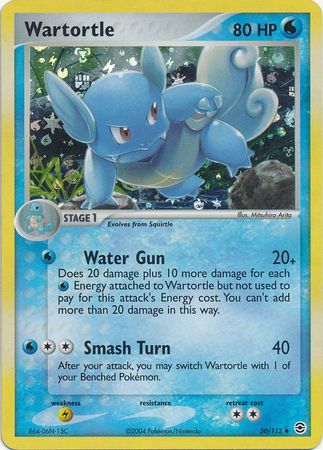 Wartortle 80 HP
STAGE 1
Evolves from Squirtle
Illus. Mitsuhiro Arita
Water Gun 20+
Does 20 damage plus 10 more damage for each
Energy attached to Wartortle but not used to
pay for this attack's Energy cost. You can't add
more than 20 damage in this way.
Smash Turn 40
After your attack, you may switch Wartortle with 1 of
your Benched Pokémon.
weakness resistance retreat cost
E64-06N-15C ©2004 Pokémon/Nintendo 50/112